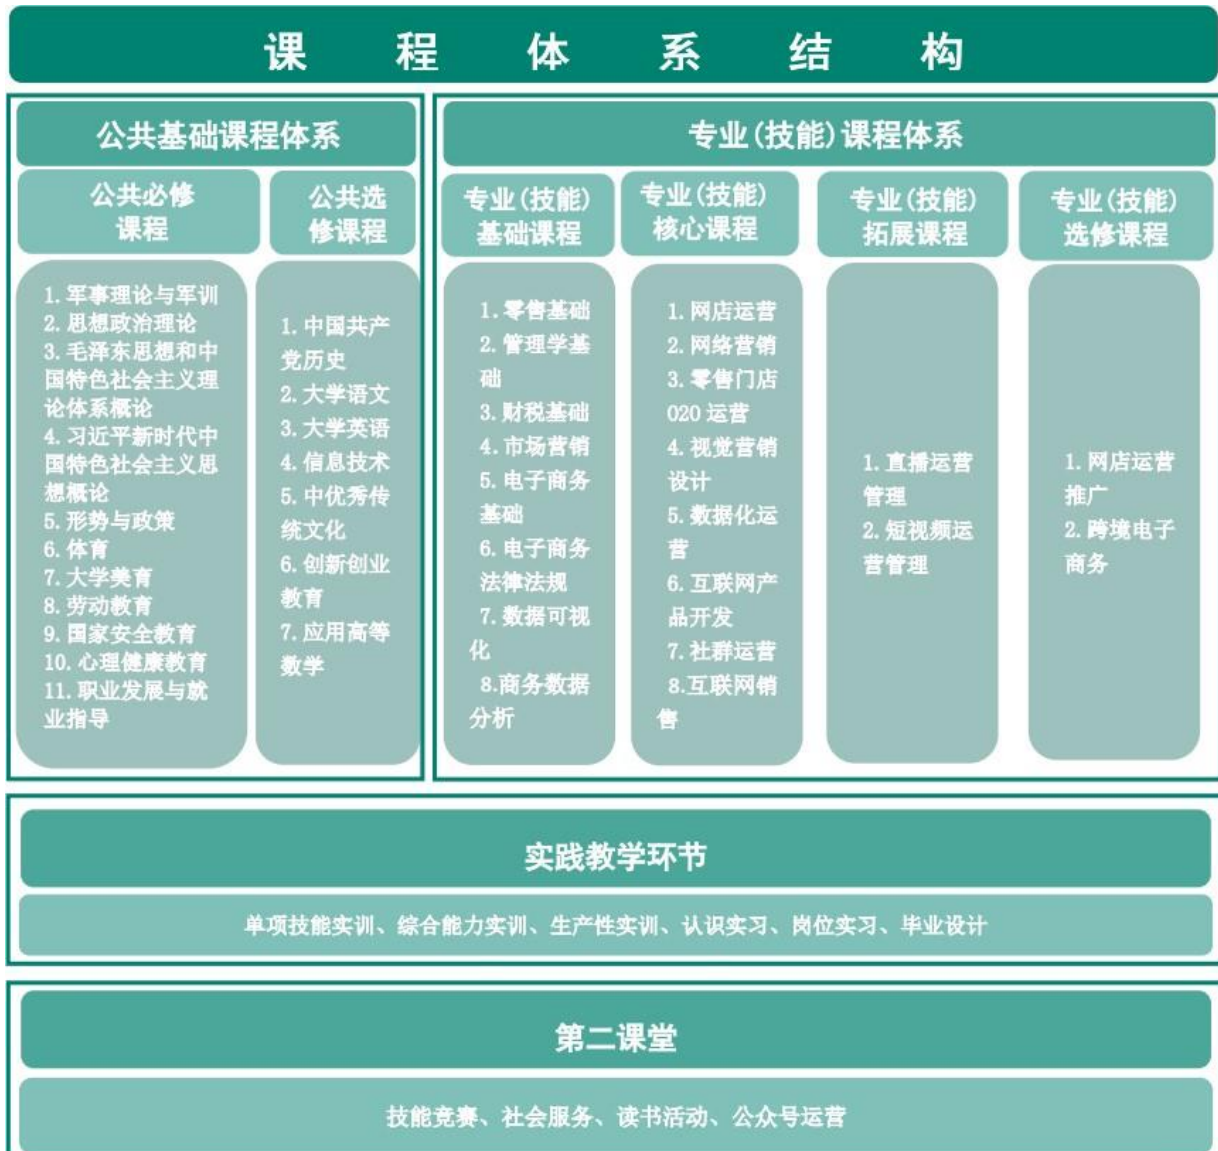 课程体系结构
公共基础课程体系
公共必修
课程
1. 军事理论与军训
2. 思想政治理论
3. 毛泽东思想和中
国特色社会主义理
论体系概论
4. 习近平新时代中
国特色社会主义思
想概论
5. 形势与政策
6. 体育
7. 大学美育
8. 劳动教育
9. 国家安全教育
10. 心理健康教育
11. 职业发展与就
业指导
公共选
修课程
1. 中国共产
党历史
2. 大学语文
3. 大学英语
4. 信息技术
5. 中优秀传
统文化
6. 创新创业
教育
7. 应用高等
数学
专业(技能)课程体系
专业(技能)
基础课程
1. 零售基础
2. 管理学基
础
3. 财税基础
4. 市场营销
5. 电子商务
基础
6. 电子商务
法律法规
7. 数据可视
化
8.商务数据
分析
专业(技能)
核心课程
1. 网店运营
2. 网络营销
3. 零售门店
O2O 运营
4. 视觉营销
设计
5. 数据化运
营
6. 互联网产
品开发
7. 社群运营
8.互联网销
售
专业(技能)
拓展课程
1. 直播运营
管理
2. 短视频运
营管理
专业(技能)
选修课程
1. 网店运营
推广
2. 跨境电子
商务
实践教学环节
单项技能实训、综合能力实训、生产性实训、认识实习、岗位实习、毕业设计
第二课堂
技能竞赛、社会服务、读书活动、公众号运营